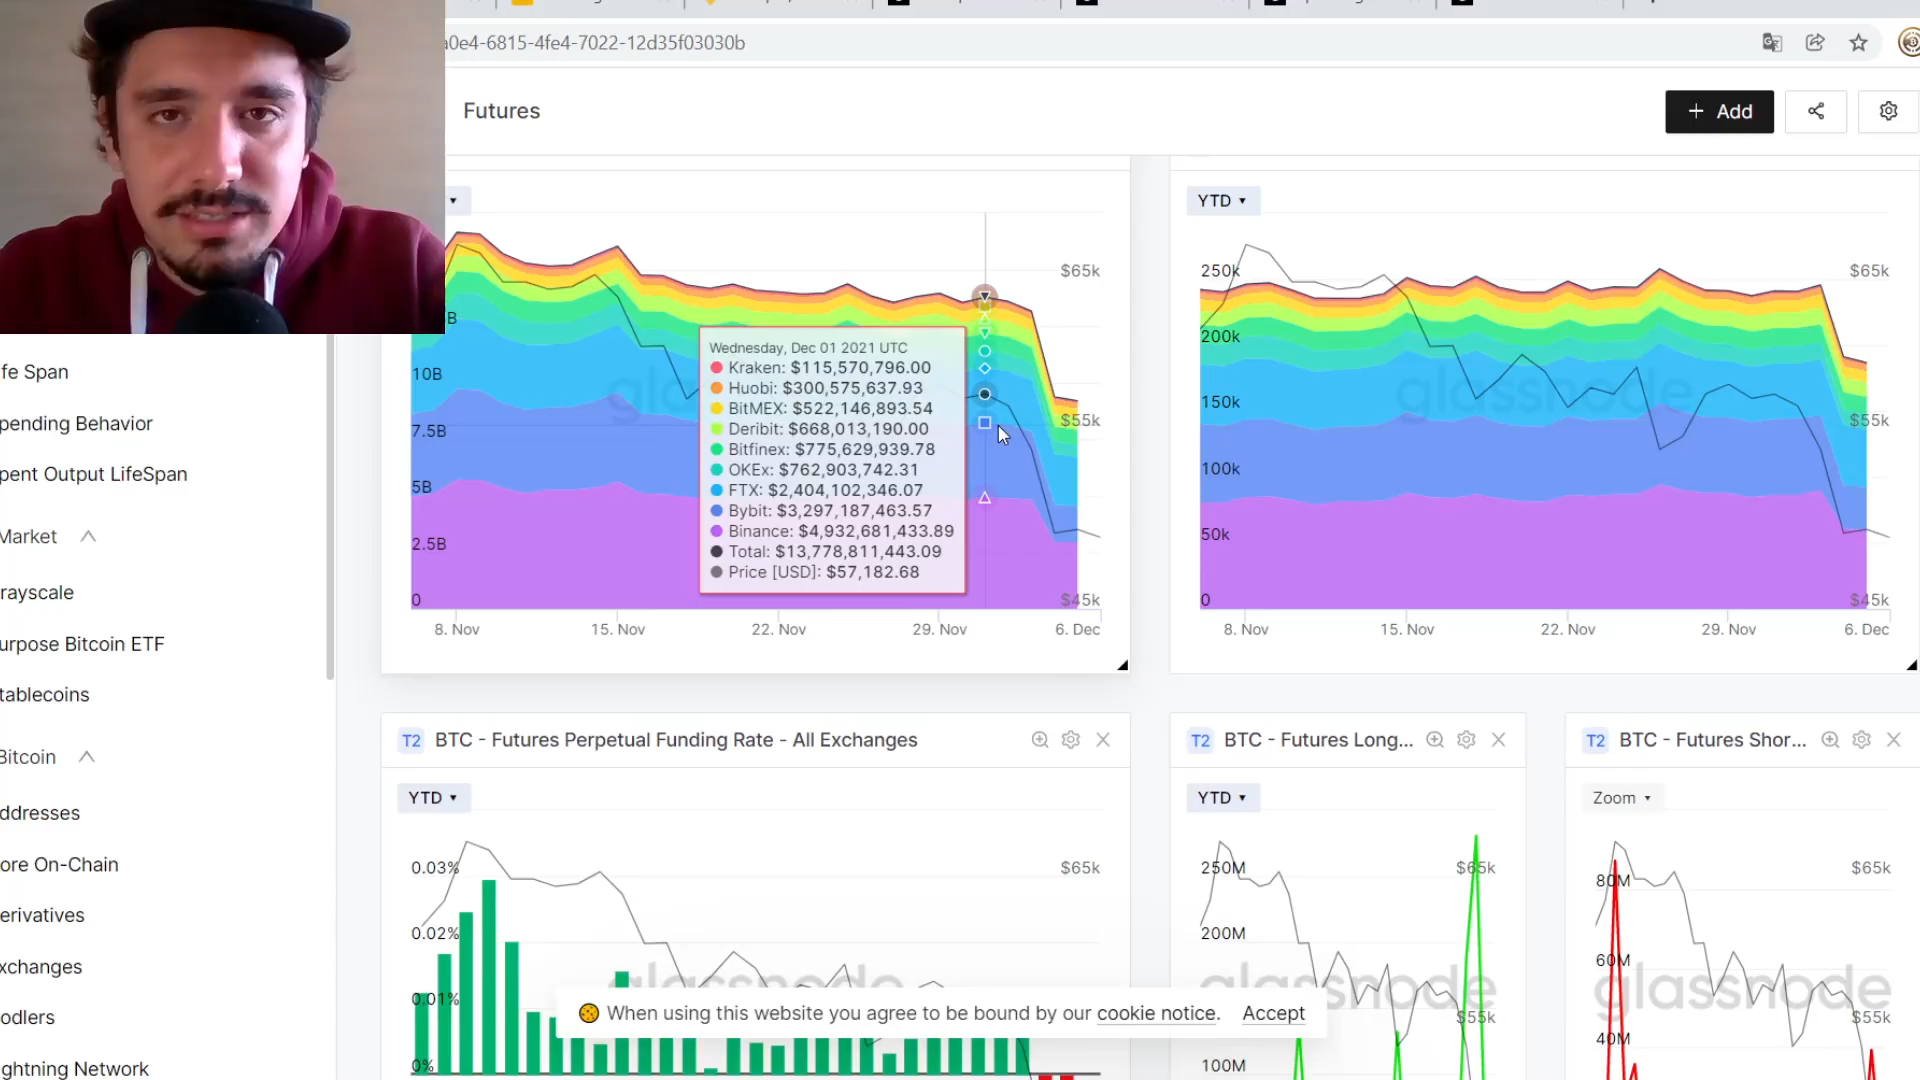 a0e4-6815-4fe4-7022-12d35f03030b
Futures
+ Add
YTD
$65k
10B
7.5B
5B
2.5B
0
$55k
$45k
8. Nov
15. Nov
22. Nov
29. Nov
6. Dec
glassnode
Wednesday, Dec 01 2021 UTC
Kraken: $115,570,796.00
Huobi: $300,575,637.93
BitMEX: $522,146,893.54
Deribit: $668,013,190.00
Bitfinex: $775,629,939.78
OKEx: $762,903,742.31
FTX: $2,404,102,346.07
Bybit: $3,297,187,463.57
Binance: $4,932,681,433.89
Total: $13,778,811,443.09
Price [USD]: $57,182.68
250k
200k
150k
100k
50k
0
$65k
$55k
$45k
glassnode
8. Nov
15. Nov
22. Nov
29. Nov
6. Dec
fe Span
pending Behavior
pent Output LifeSpan
Market
rayscale
urpose Bitcoin ETF
tablecoins
Bitcoin
ddresses
ore On-Chain
erivatives
xchanges
odlers
ghtning Network
T2 BTC - Futures Perpetual Funding Rate - All Exchanges
YTD
0.03%
0.02%
0.01%
0%
$65k
glassnode
T2 BTC - Futures Long...
YTD
250M
200M
100M
$65k
$55k
glassnode
T2 BTC - Futures Shor...
Zoom
80M
60M
40M
$65k
$55k
glassnode
When using this website you agree to be bound by our cookie notice. Accept